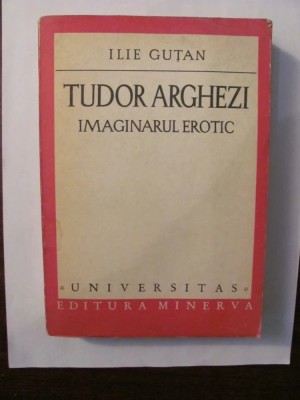 ILIE GUȚAN
TUDOR ARGHEZI
IMAGINARUL EROTIC
„UNIVERSITAS”
EDITURA MINERVA